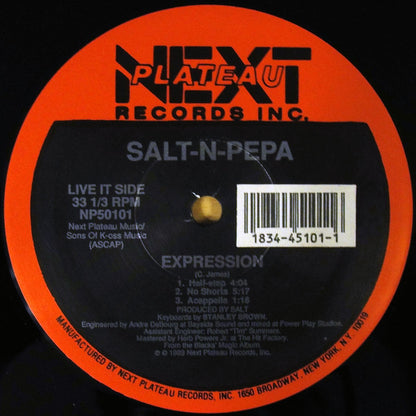 NEXT
PLATEAU
RECORDS INC.
SALT-N-PEPA
LIVE IT SIDE
33 1/3 RPM
NP50101
Next Plateau Music/
Sons Of K-oss Music
(ASCAP)
1834-45101-1
EXPRESSION
(C. James)
1. Half-step 4:04
2. No Shorts 5:17
3. Acappella 1:18
PRODUCED BY SALT
Keyboards by STANLEY BROWN.
Engineered by Andre DeBourg at Bayside Sound and mixed at Power Play Studios.
Assistant Engineer: Robert "Tim" Summers.
Mastered by Herb Powers Jr. at The Hit Factory.
From the Blacks' Magic Album.
℗ © 1989 Next Plateau Records, Inc.
MANUFACTURED BY NEXT PLATEAU RECORDS, INC. 1650 BROADWAY, NEW YORK, N.Y. 10019